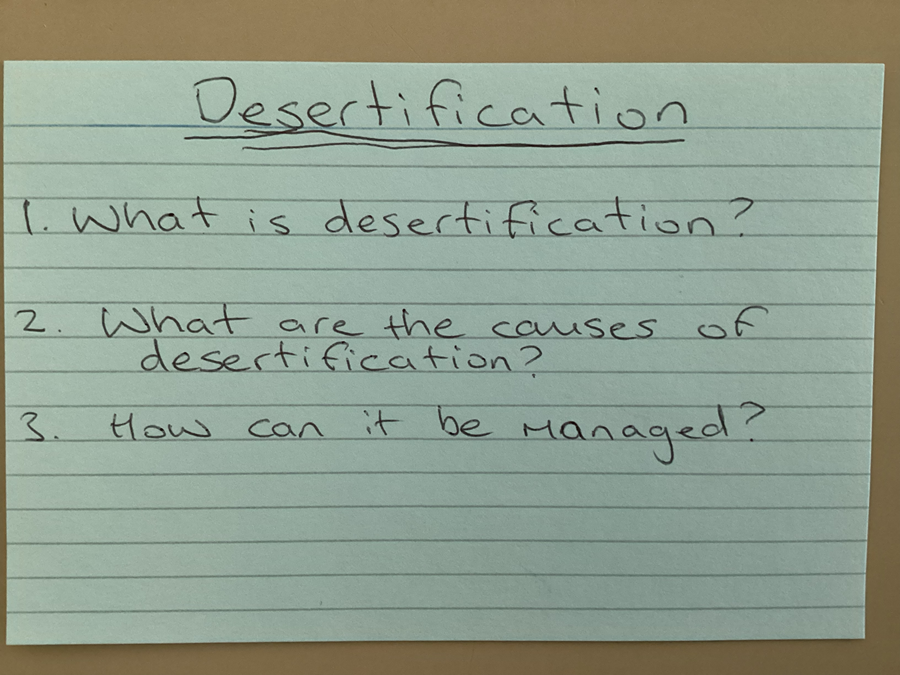 Desertification
1. What is desertification?
2. What are the causes of
desertification?
3. How can it be managed?